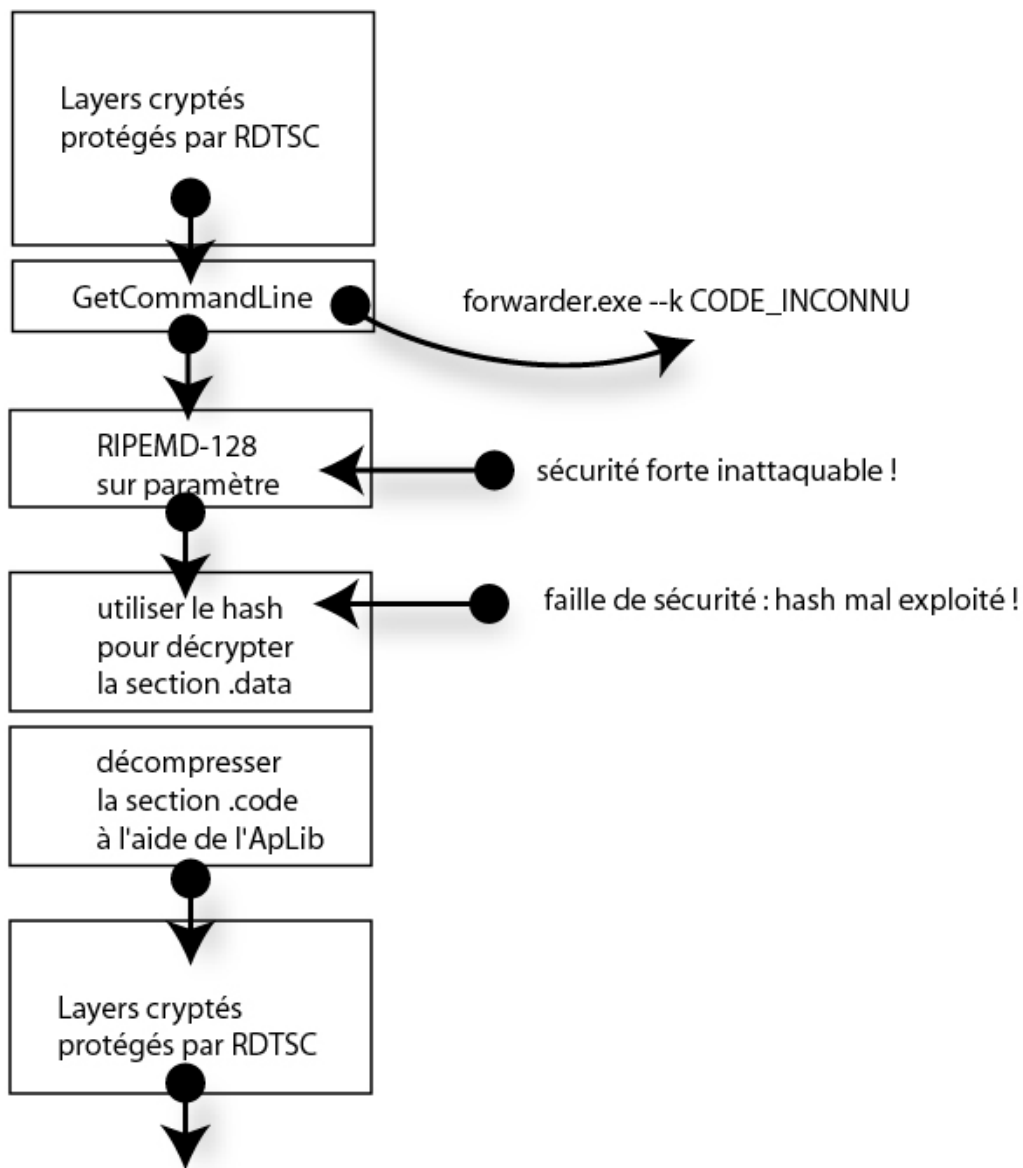 Layers cryptés
protégés par RDTSC
GetCommandLine
forwarder.exe --k CODE_INCONNU
RIPEMD-128
sur paramètre
sécurité forte inattaquable !
utiliser le hash
pour décrypter
la section .data
faille de sécurité : hash mal exploité !
décompresser
la section .code
à l'aide de l'ApLib
Layers cryptés
protégés par RDTSC